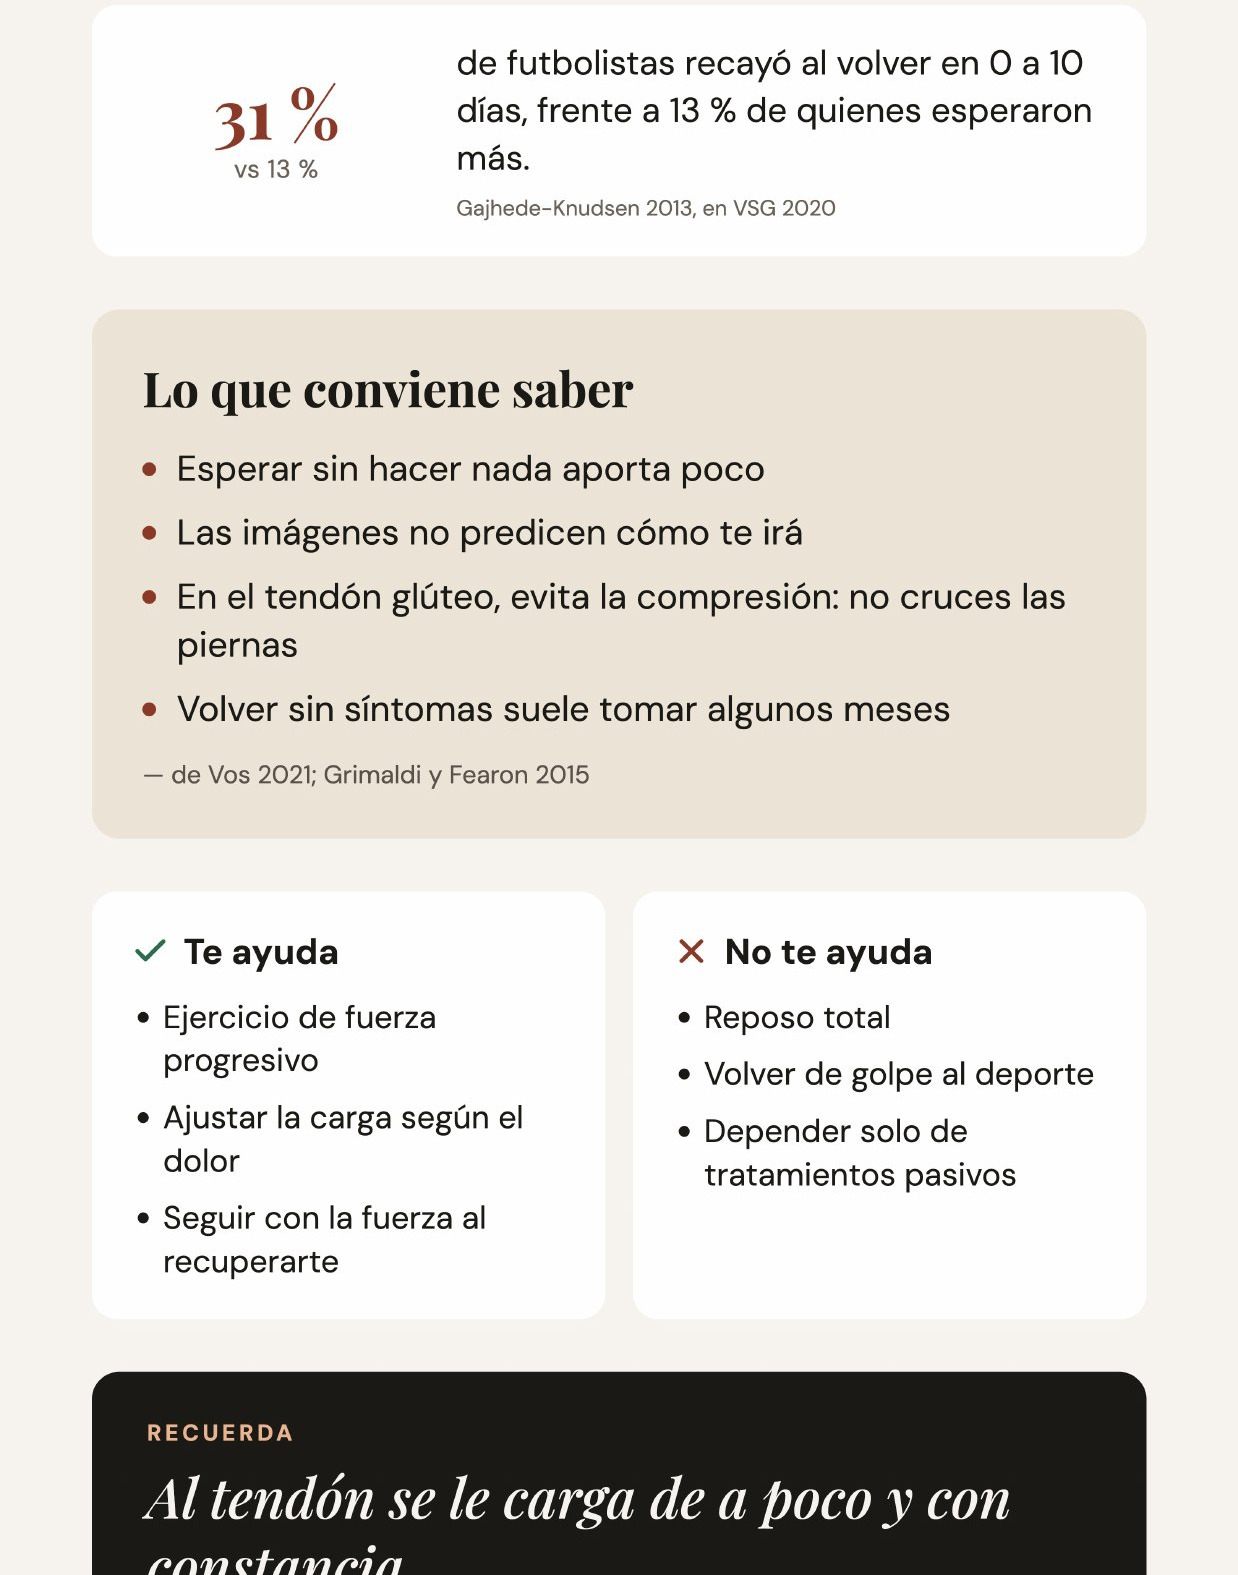 31 %
vs 13 %
de futbolistas recayó al volver en 0 a 10
días, frente a 13 % de quienes esperaron
más.
Gajhede-Knudsen 2013, en VSG 2020
Lo que conviene saber
• Esperar sin hacer nada aporta poco
• Las imágenes no predicen cómo te irá
• En el tendón glúteo, evita la compresión: no cruces las
piernas
• Volver sin síntomas suele tomar algunos meses
— de Vos 2021; Grimaldi y Fearon 2015
✓ Te ayuda
• Ejercicio de fuerza
progresivo
• Ajustar la carga según el
dolor
• Seguir con la fuerza al
recuperarte
✕ No te ayuda
• Reposo total
• Volver de golpe al deporte
• Depender solo de
tratamientos pasivos
RECUERDA
Al tendón se le carga de a poco y con
constancia